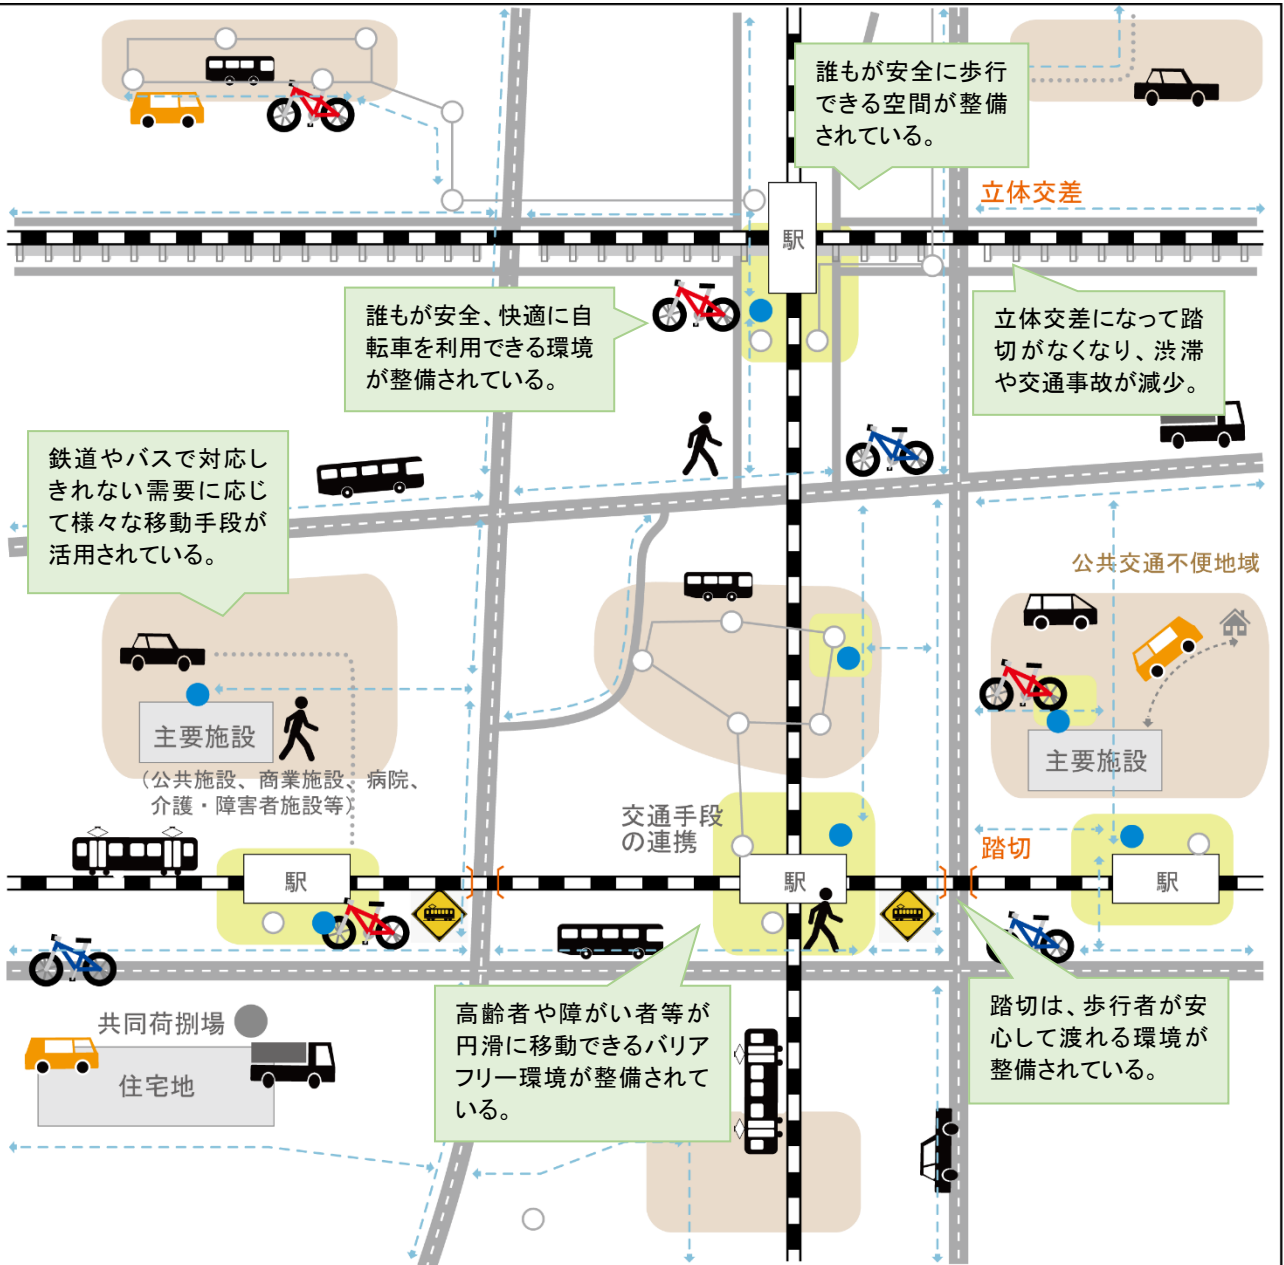 誰もが安全に歩行
できる空間が整備
されている。
立体交差
駅
誰もが安全、快適に自
転車を利用できる環境
が整備されている。
立体交差になって踏
切がなくなり、渋滞
や交通事故が減少。
鉄道やバスで対応し
きれない需要に応じ
て様々な移動手段が
活用されている。
公共交通不便地域
主要施設
(公共施設、商業施設、病院、
介護・障害者施設等)
主要施設
交通手段
の連携
踏切
駅
駅
駅
高齢者や障がい者等が
円滑に移動できるバリア
フリー環境が整備されて
いる。
踏切は、歩行者が安
心して渡れる環境が
整備されている。
共同荷捌場
住宅地